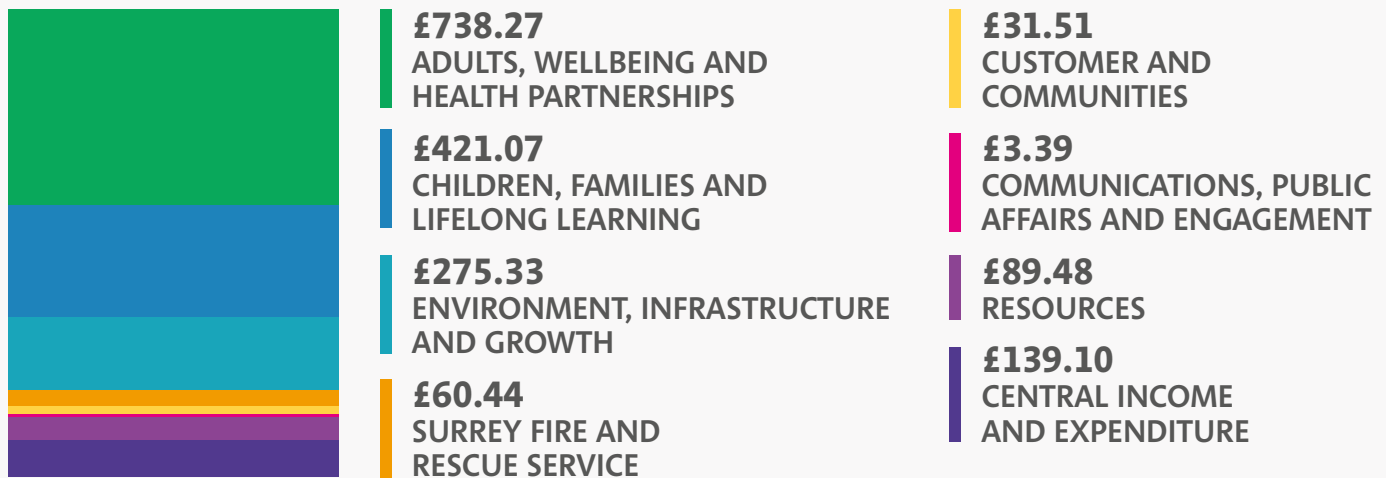 £738.27
ADULTS, WELLBEING AND
HEALTH PARTNERSHIPS
£421.07
CHILDREN, FAMILIES AND
LIFELONG LEARNING
£275.33
ENVIRONMENT, INFRASTRUCTURE
AND GROWTH
£60.44
SURREY FIRE AND
RESCUE SERVICE
£31.51
CUSTOMER AND
COMMUNITIES
£3.39
COMMUNICATIONS, PUBLIC
AFFAIRS AND ENGAGEMENT
£89.48
RESOURCES
£139.10
CENTRAL INCOME
AND EXPENDITURE